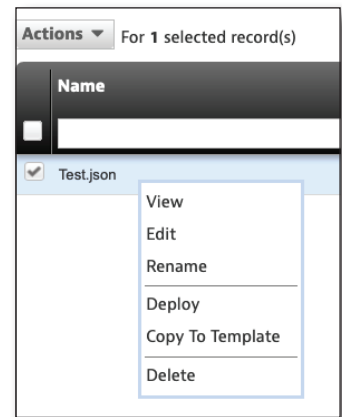 Actions For 1 selected record(s)
Name
Test.json
View
Edit
Rename
Deploy
Copy To Template
Delete